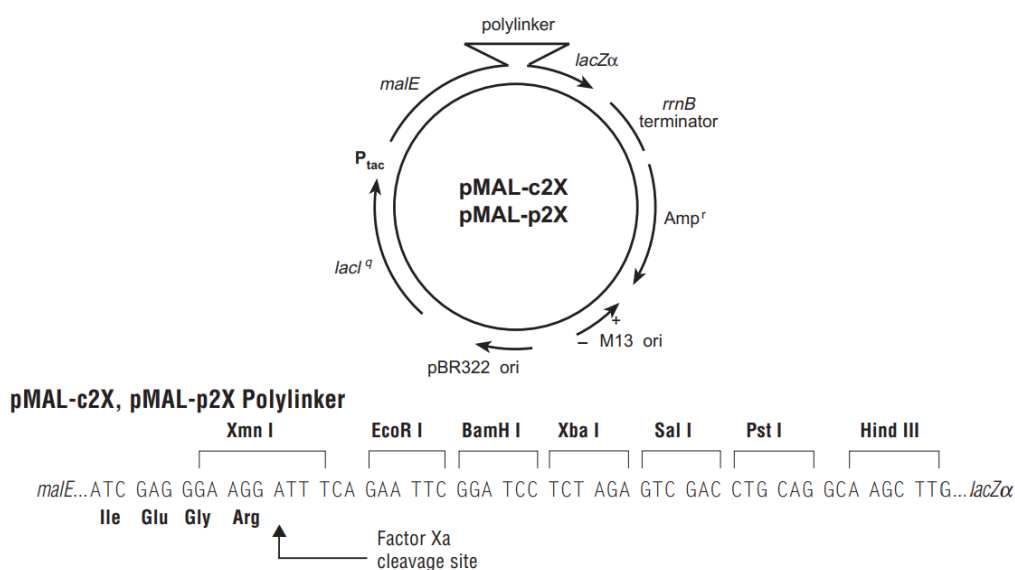 polylinker
lacZα
malE
rrnB
terminator
Ptac
pMAL-c2X
pMAL-p2X
Ampr
lacIq
+
– M13 ori
pBR322 ori
pMAL-c2X, pMAL-p2X Polylinker
Xmn I EcoR I BamH I Xba I Sal I Pst I Hind III
malE...ATC GAG GGA AGG ATT TCA GAA TTC GGA TCC TCT AGA GTC GAC CTG CAG GCA AGC TTG...lacZα
Ile Glu Gly Arg
Factor Xa
cleavage site